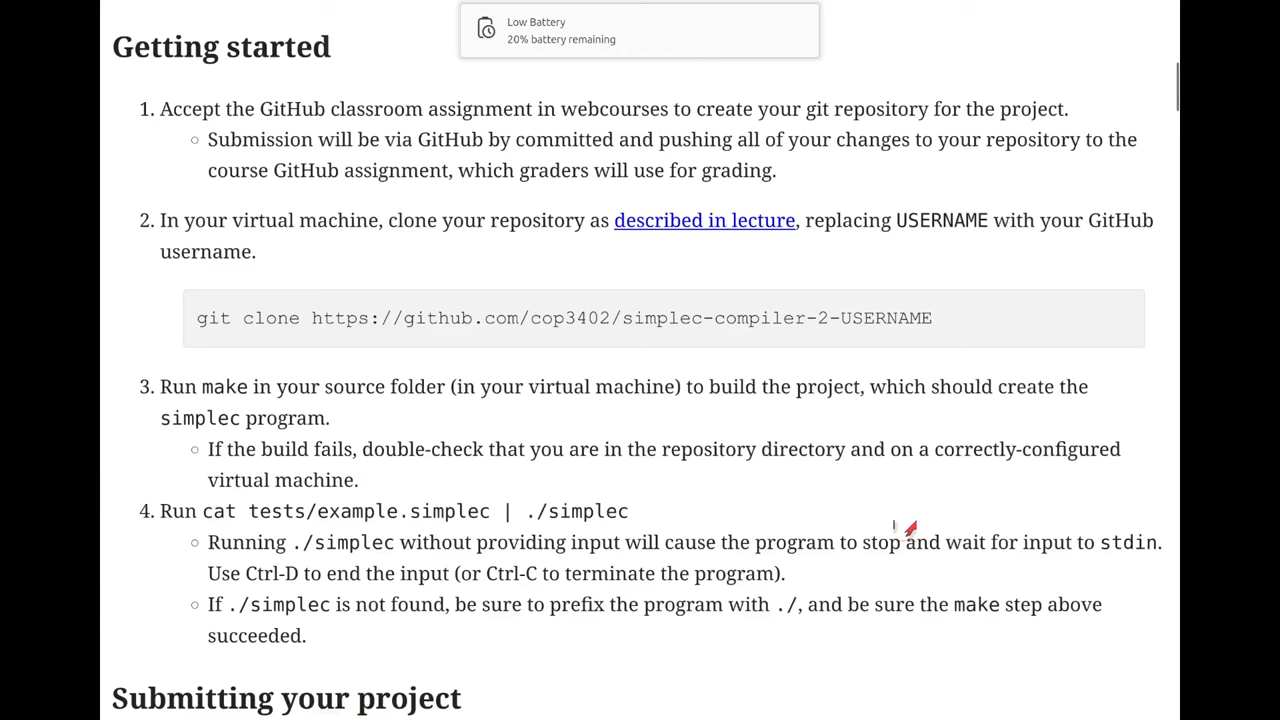 Low Battery
20% battery remaining
Getting started
1. Accept the GitHub classroom assignment in webcourses to create your git repository for the project.
◦ Submission will be via GitHub by committed and pushing all of your changes to your repository to the
course GitHub assignment, which graders will use for grading.
2. In your virtual machine, clone your repository as described in lecture, replacing USERNAME with your GitHub
username.
git clone https://github.com/cop3402/simplec-compiler-2-USERNAME
3. Run make in your source folder (in your virtual machine) to build the project, which should create the
simplec program.
◦ If the build fails, double-check that you are in the repository directory and on a correctly-configured
virtual machine.
4. Run cat tests/example.simplec | ./simplec
◦ Running ./simplec without providing input will cause the program to stop and wait for input to stdin.
Use Ctrl-D to end the input (or Ctrl-C to terminate the program).
◦ If ./simplec is not found, be sure to prefix the program with ./, and be sure the make step above
succeeded.
Submitting your project